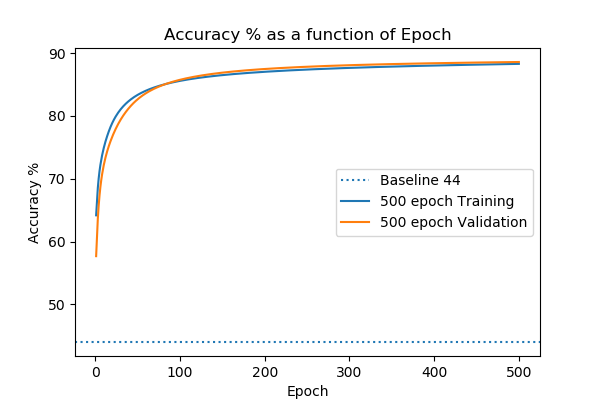 Accuracy % as a function of Epoch
90
80
70
60
50
Accuracy %
Baseline 44
500 epoch Training
500 epoch Validation
0 100 200 300 400 500
Epoch